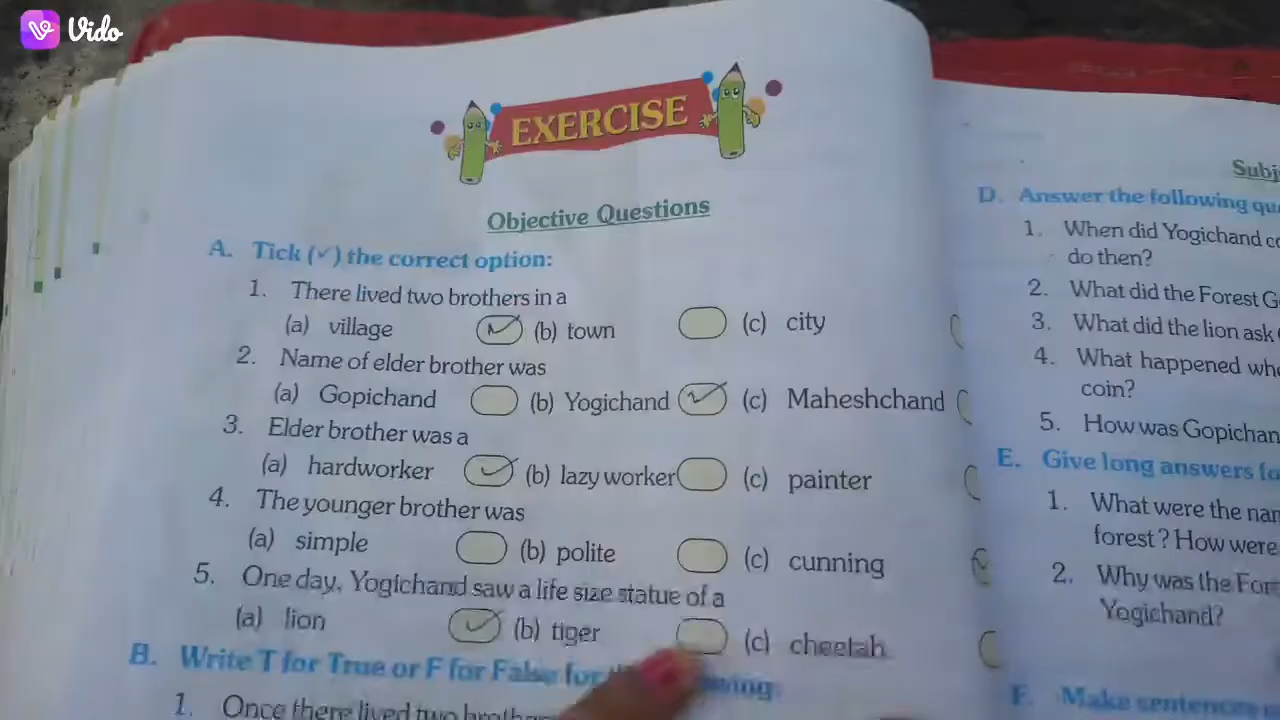 Vido
EXERCISE
Objective Questions
A. Tick (✓) the correct option:
1. There lived two brothers in a
(a) village (b) town (c) city
2. Name of elder brother was
(a) Gopichand (b) Yogichand (c) Maheshchand
3. Elder brother was a
(a) hardworker (b) lazy worker (c) painter
4. The younger brother was
(a) simple (b) polite (c) cunning
5. One day, Yogichand saw a life size statue of a
(a) lion (b) tiger (c) cheetah
B. Write T for True or F for False for
1. Once there lived two
D. Answer the following
1. When did Yogichand
do then?
2. What did the Forest
3. What did the lion ask
4. What happened
coin?
5. How was
E. Give long answers
1. What were the
forest? How were
2. Why was the
Yogichand?
F. Make sentences